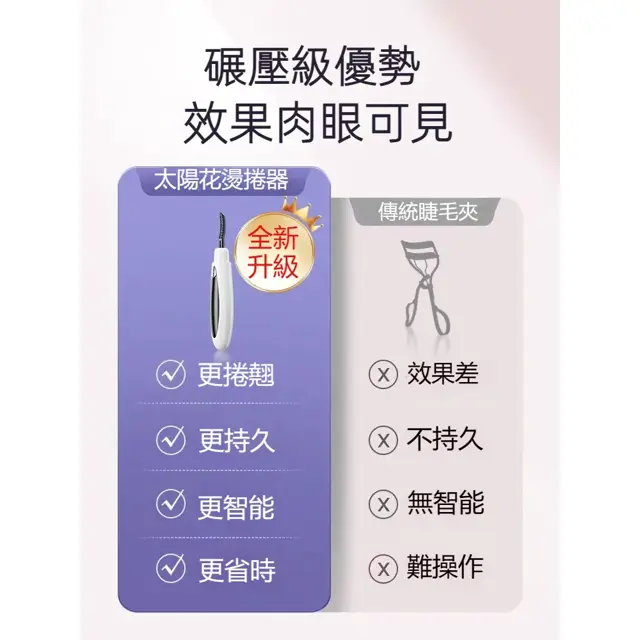 碾壓級優勢
效果肉眼可見
太陽花燙捲器
傳統睫毛夾
全新
升級
更捲翹
效果差
更持久
不持久
更智能
無智能
更省時
難操作